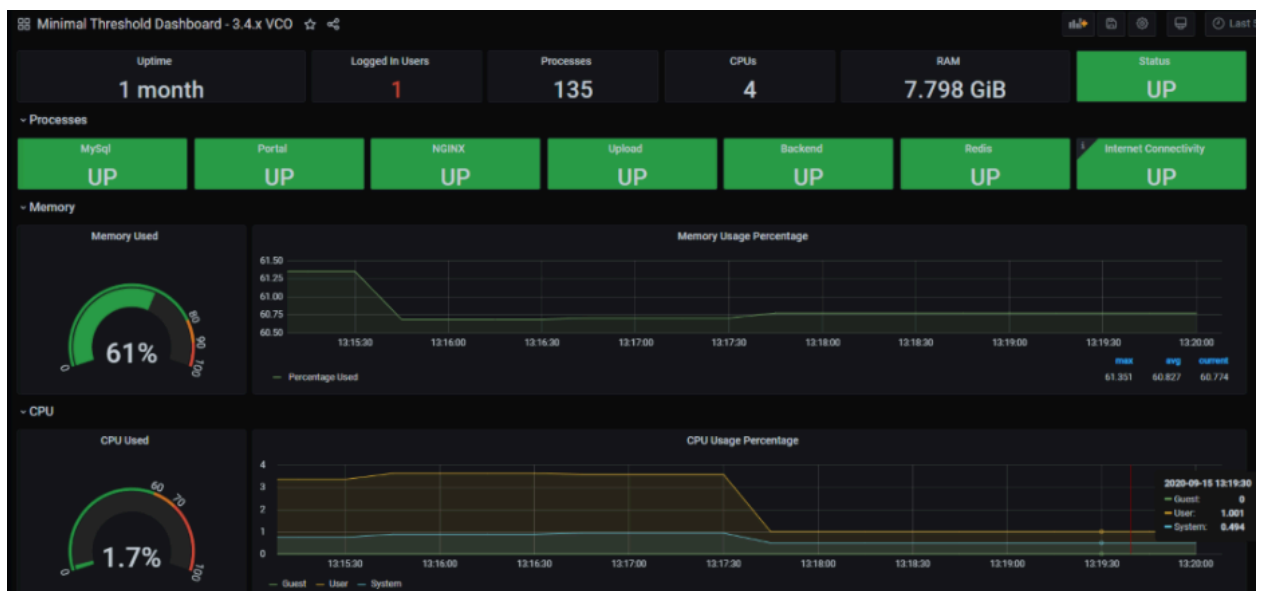 Minimal Threshold Dashboard - 3.4.x VCO
Last
Uptime
1 month
Logged In Users
1
Processes
135
CPUs
4
RAM
7.798 GiB
Status
UP
Processes
MySql
UP
Portal
UP
NGINX
UP
Upload
UP
Backend
UP
Redis
UP
i
Internet Connectivity
UP
Memory
Memory Used
0
80
90
100
61%
Memory Usage Percentage
61.50
61.25
61.00
60.75
60.50
13:15:30 13:16:00 13:16:30 13:17:00 13:17:30 13:18:00 13:18:30 13:19:00 13:19:30 13:20:00
max avg current
Percentage Used 61.351 60.827 60.774
CPU
CPU Used
0
60
70
100
1.7%
CPU Usage Percentage
4
3
2
1
0
13:15:30 13:16:00 13:16:30 13:17:00 13:17:30 13:18:00 13:18:30 13:19:00 13:19:30 13:20:00
2020-09-15 13:19:30
Guest: 0
User: 1.001
System: 0.494
Guest User System